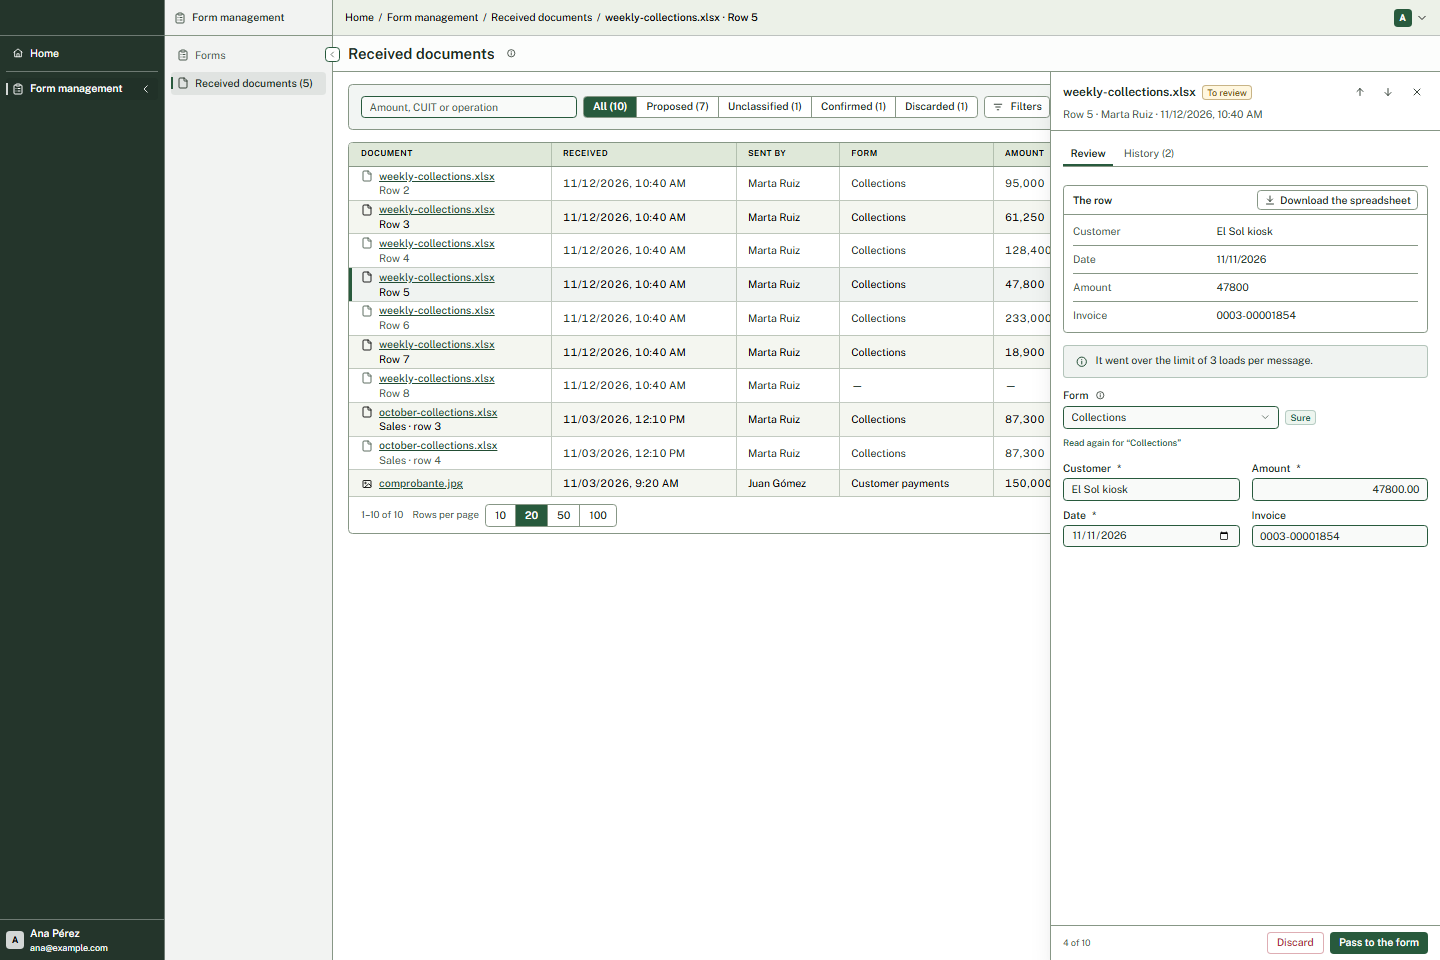 Home
Form management
Ana Pérez
ana@example.com
A
Form management
Forms
Received documents (5)
Home / Form management / Received documents / weekly-collections.xlsx · Row 5
A
Received documents
Amount, CUIT or operation
All (10)
Proposed (7)
Unclassified (1)
Confirmed (1)
Discarded (1)
Filters
DOCUMENT RECEIVED SENT BY FORM AMOUNT
weekly-collections.xlsx
Row 2
11/12/2026, 10:40 AM Marta Ruiz Collections 95,000
weekly-collections.xlsx
Row 3
11/12/2026, 10:40 AM Marta Ruiz Collections 61,250
weekly-collections.xlsx
Row 4
11/12/2026, 10:40 AM Marta Ruiz Collections 128,400
weekly-collections.xlsx
Row 5
11/12/2026, 10:40 AM Marta Ruiz Collections 47,800
weekly-collections.xlsx
Row 6
11/12/2026, 10:40 AM Marta Ruiz Collections 233,000
weekly-collections.xlsx
Row 7
11/12/2026, 10:40 AM Marta Ruiz Collections 18,900
weekly-collections.xlsx
Row 8
11/12/2026, 10:40 AM Marta Ruiz — —
october-collections.xlsx
Sales · row 3
11/03/2026, 12:10 PM Marta Ruiz Collections 87,300
october-collections.xlsx
Sales · row 4
11/03/2026, 12:10 PM Marta Ruiz Collections 87,300
comprobante.jpg 11/03/2026, 9:20 AM Juan Gómez Customer payments 150,000
1–10 of 10 Rows per page 10 20 50 100
weekly-collections.xlsx To review
Row 5 · Marta Ruiz · 11/12/2026, 10:40 AM
Review
History (2)
The row
Download the spreadsheet
Customer El Sol kiosk
Date 11/11/2026
Amount 47800
Invoice 0003-00001854
It went over the limit of 3 loads per message.
Form
Collections
Sure
Read again for “Collections”
Customer * Amount *
El Sol kiosk 47800.00
Date * Invoice
11/11/2026 0003-00001854
4 of 10
Discard
Pass to the form